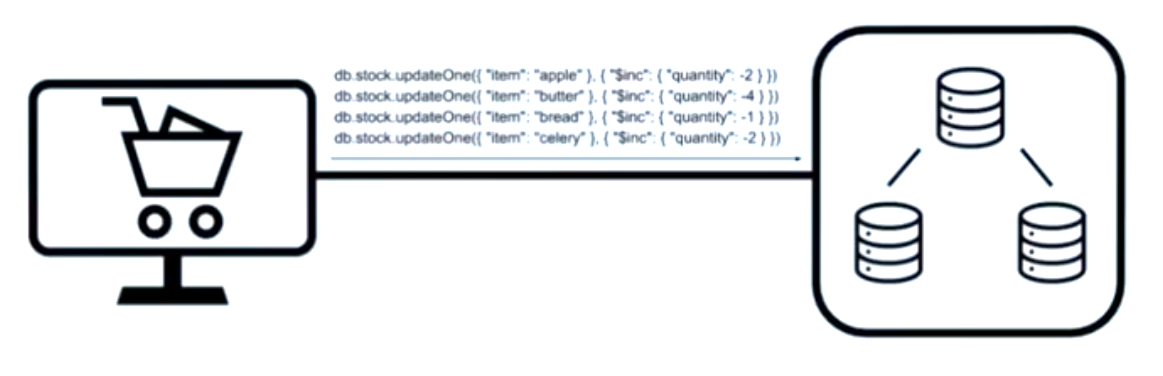 db.stock.updateOne({ "item": "apple" }, { "$inc": { "quantity": -2 } })
db.stock.updateOne({ "item": "butter" }, { "$inc": { "quantity": -4 } })
db.stock.updateOne({ "item": "bread" }, { "$inc": { "quantity": -1 } })
db.stock.updateOne({ "item": "celery" }, { "$inc": { "quantity": -2 } })